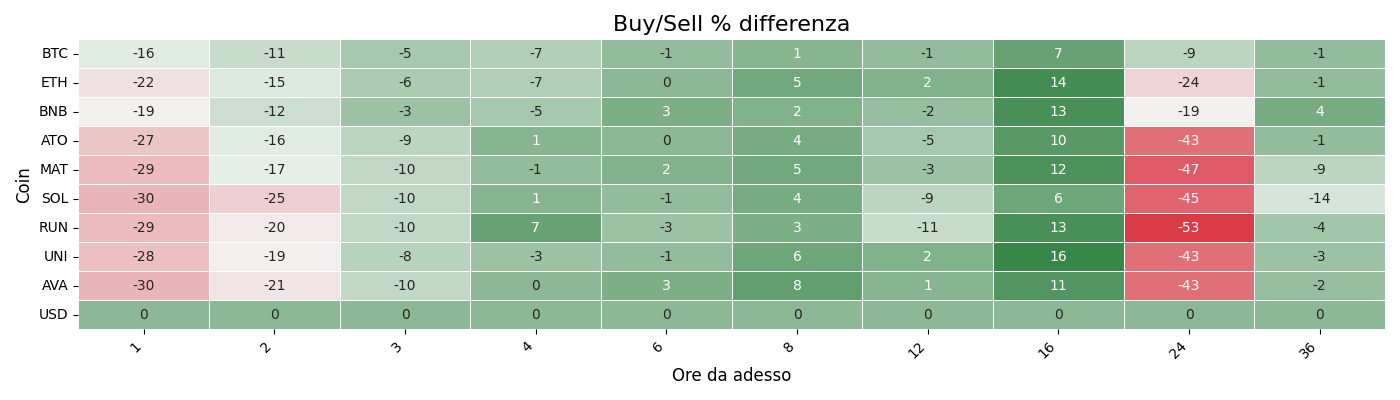 Buy/Sell % differenza
Coin
BTC -16 -11 -5 -7 -1 1 -1 7 -9 -1
ETH -22 -15 -6 -7 0 5 2 14 -24 -1
BNB -19 -12 -3 -5 3 2 -2 13 -19 4
ATO -27 -16 -9 1 0 4 -5 10 -43 -1
MAT -29 -17 -10 -1 2 5 -3 12 -47 -9
SOL -30 -25 -10 1 -1 4 -9 6 -45 -14
RUN -29 -20 -10 7 -3 3 -11 13 -53 -4
UNI -28 -19 -8 -3 -1 6 2 16 -43 -3
AVA -30 -21 -10 0 3 8 1 11 -43 -2
USD 0 0 0 0 0 0 0 0 0 0
1 2 3 4 6 8 12 16 24 36
Ore da adesso